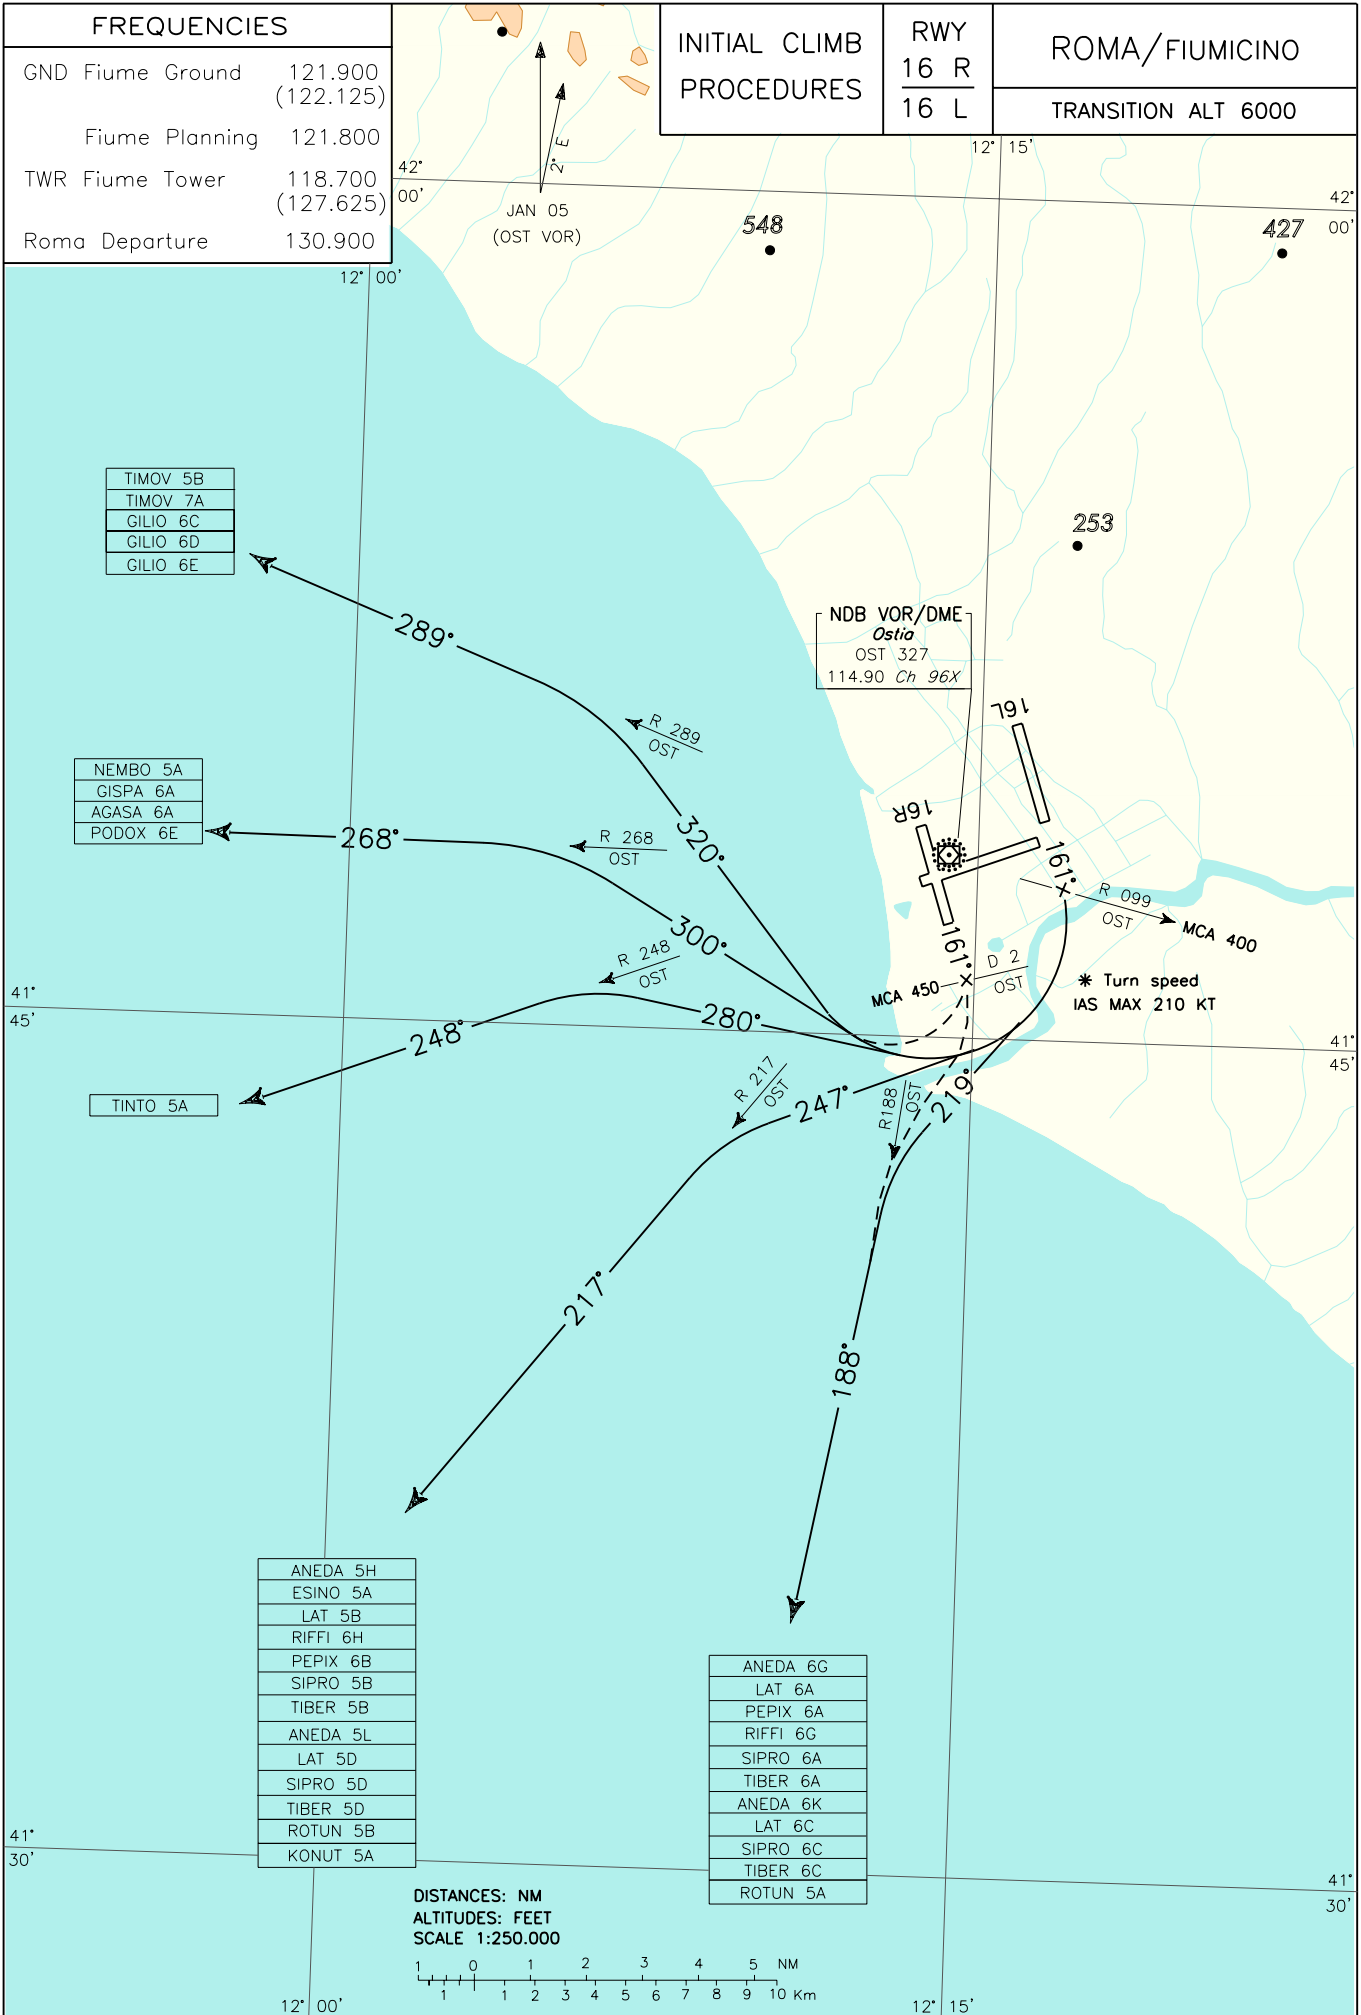 FREQUENCIES
GND Fiume Ground 121.900
(122.125)
Fiume Planning 121.800
TWR Fiume Tower 118.700
(127.625)
Roma Departure 130.900
INITIAL CLIMB
PROCEDURES
RWY
16 R
16 L
ROMA/FIUMICINO
TRANSITION ALT 6000
2° E
JAN 05
(OST VOR)
42°
00'
12° 15'
42°
00'
12° 00'
548
427
253
TIMOV 5B
TIMOV 7A
GILIO 6C
GILIO 6D
GILIO 6E
289°
NDB VOR/DME
Ostia
OST 327
114.90 Ch 96X
16L
R 289
OST
NEMBO 5A
GISPA 6A
AGASA 6A
PODOX 6E
268°
R 268
OST
320°
16R
161°
R 099
OST
MCA 400
300°
161°
R 248
OST
D 2
OST
MCA 450
* Turn speed
IAS MAX 210 KT
41°
45'
280°
248°
41°
45'
TINTO 5A
R 217
OST
247°
R188
OST
219°
217°
188°
ANEDA 5H
ESINO 5A
LAT 5B
RIFFI 6H
PEPIX 6B
SIPRO 5B
TIBER 5B
ANEDA 5L
LAT 5D
SIPRO 5D
TIBER 5D
ROTUN 5B
KONUT 5A
ANEDA 6G
LAT 6A
PEPIX 6A
RIFFI 6G
SIPRO 6A
TIBER 6A
ANEDA 6K
LAT 6C
SIPRO 6C
TIBER 6C
ROTUN 5A
41°
30'
41°
30'
DISTANCES: NM
ALTITUDES: FEET
SCALE 1:250.000
1 0 1 2 3 4 5 NM
1 1 2 3 4 5 6 7 8 9 10 Km
12° 00'
12° 15'